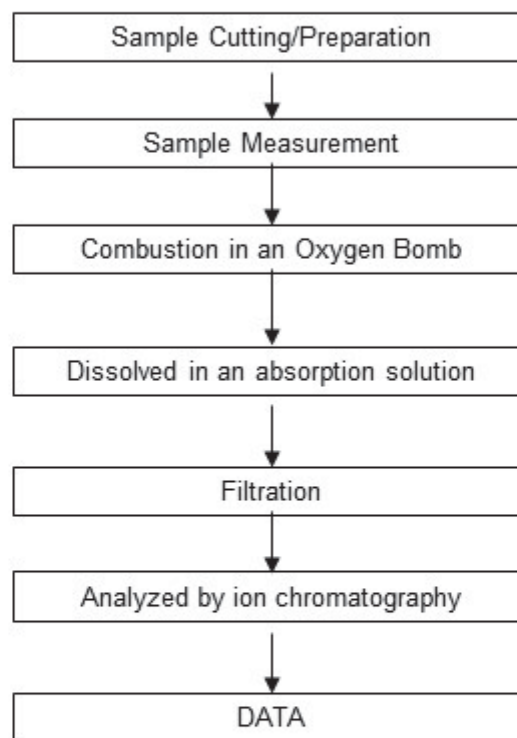 Sample Cutting/Preparation
Sample Measurement
Combustion in an Oxygen Bomb
Dissolved in an absorption solution
Filtration
Analyzed by ion chromatography
DATA